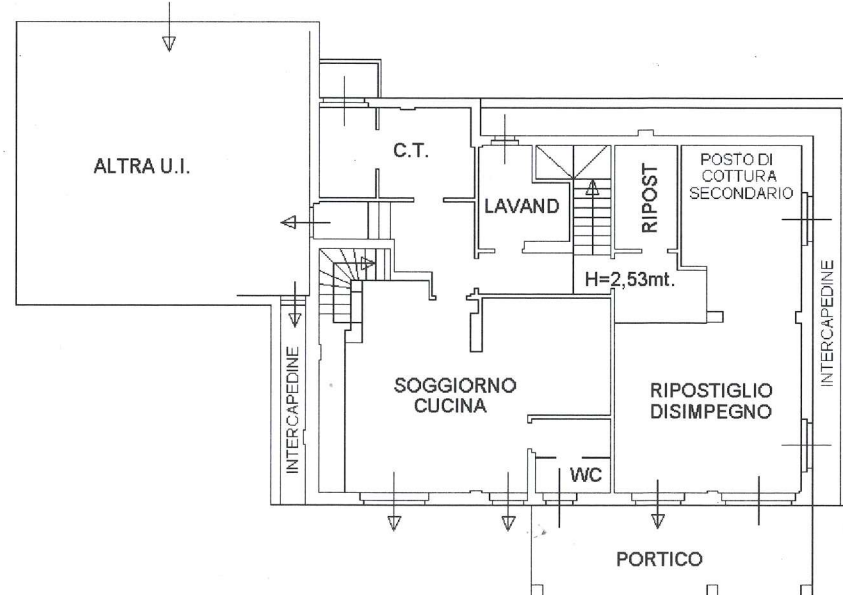 ALTRA U.I.
C.T.
LAVAND
RIPOST
POSTO DI
COTTURA
SECONDARIO
H=2,53mt.
INTERCAPEDINE
INTERCAPEDINE
SOGGIORNO
CUCINA
RIPOSTIGLIO
DISIMPEGNO
WC
PORTICO